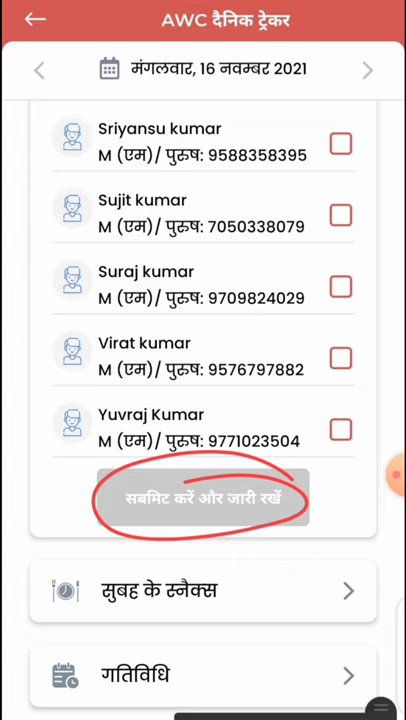 AWC दैनिक ट्रेकर
मंगलवार, 16 नवम्बर 2021
Sriyansu kumar
M (एम)/ पुरुष: 9588358395
Sujit kumar
M (एम)/ पुरुष: 7050338079
Suraj kumar
M (एम)/ पुरुष: 9709824029
Virat kumar
M (एम)/ पुरुष: 9576797882
Yuvraj Kumar
M (एम)/ पुरुष: 9771023504
सबमिट करें और जारी रखें
सुबह के स्नैक्स
गतिविधि